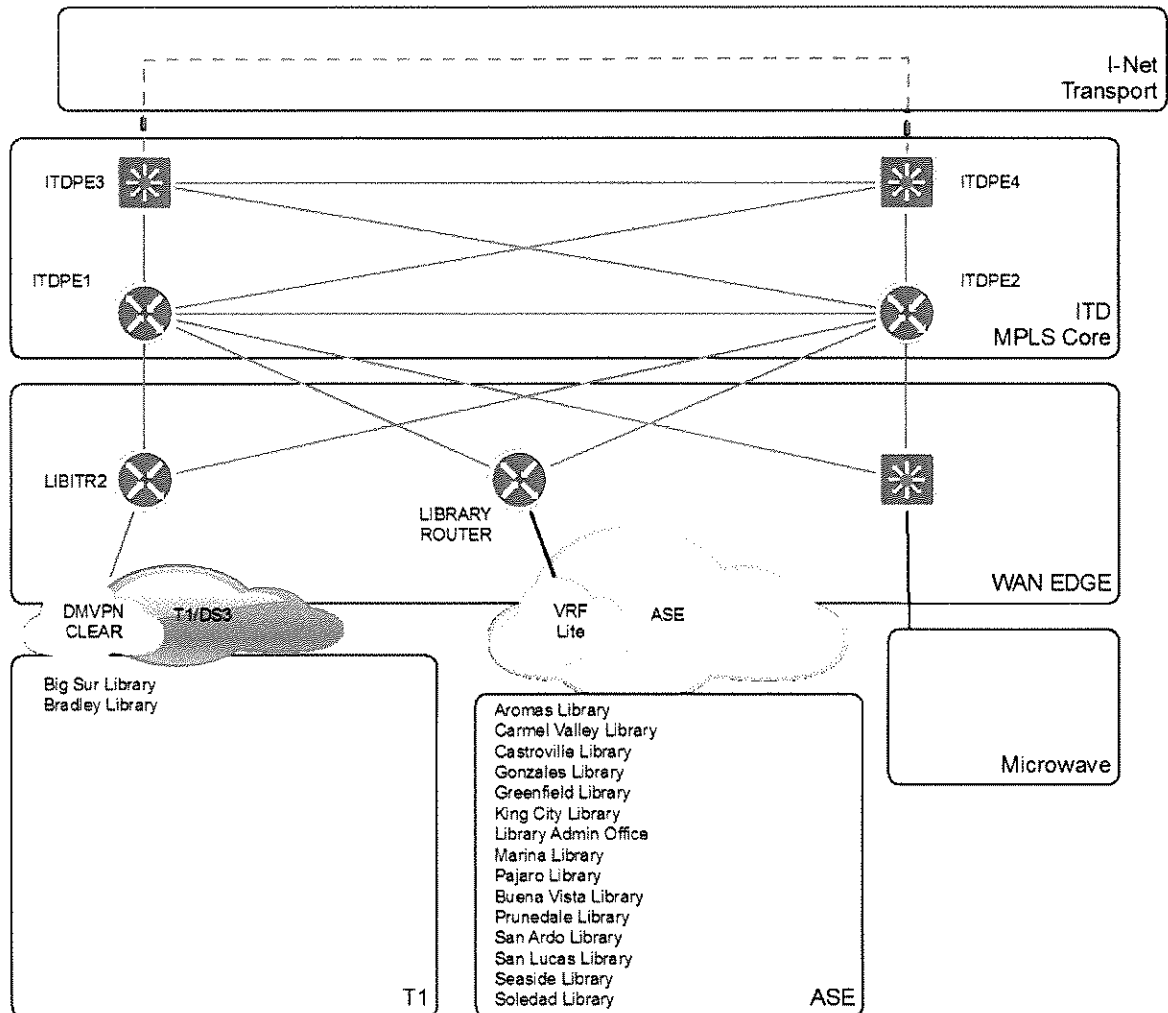 I-Net
Transport
ITDPE3
ITDPE4
ITDPE1
ITDPE2
ITD
MPLS Core
LIBITR2
LIBRARY
ROUTER
WAN EDGE
DMVPN
CLEAR
T1/DS3
VRF
Lite
ASE
Big Sur Library
Bradley Library
T1
Aromas Library
Carmel Valley Library
Castroville Library
Gonzales Library
Greenfield Library
King City Library
Library Admin Office
Marina Library
Pajaro Library
Buena Vista Library
Prunedale Library
San Ardo Library
San Lucas Library
Seaside Library
Soledad Library
ASE
Microwave